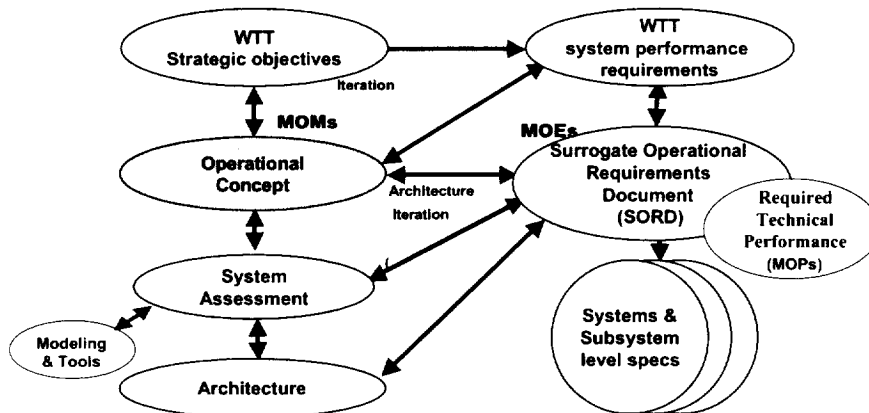 WTT
Strategic objectives
WTT
system performance
requirements
Iteration
MOMs
MOEs
Operational
Concept
Surrogate Operational
Requirements
Document
(SORD)
Architecture
Iteration
Required
Technical
Performance
(MOPs)
System
Assessment
Modeling
& Tools
Systems &
Subsystem
level specs
Architecture